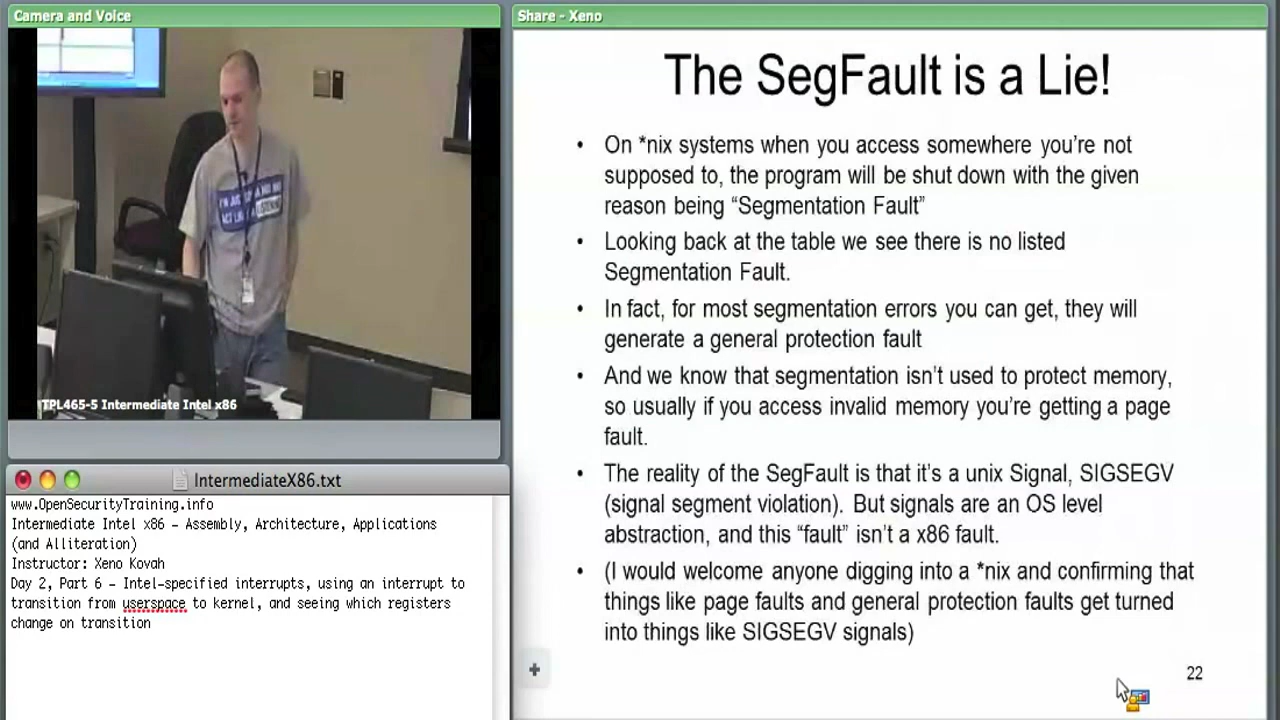 Camera and Voice
TPL465-5 Intermediate Intel x86
IntermediateX86.txt
www.OpenSecurityTraining.info
Intermediate Intel x86 – Assembly, Architecture, Applications
(and Alliteration)
Instructor: Xeno Kovah
Day 2, Part 6 – Intel-specified interrupts, using an interrupt to
transition from userspace to kernel, and seeing which registers
change on transition
Share - Xeno
The SegFault is a Lie!
• On *nix systems when you access somewhere you're not
supposed to, the program will be shut down with the given
reason being “Segmentation Fault”
• Looking back at the table we see there is no listed
Segmentation Fault.
• In fact, for most segmentation errors you can get, they will
generate a general protection fault
• And we know that segmentation isn't used to protect memory,
so usually if you access invalid memory you're getting a page
fault.
• The reality of the SegFault is that it's a unix Signal, SIGSEGV
(signal segment violation). But signals are an OS level
abstraction, and this “fault” isn't a x86 fault.
• (I would welcome anyone digging into a *nix and confirming that
things like page faults and general protection faults get turned
into things like SIGSEGV signals)
22